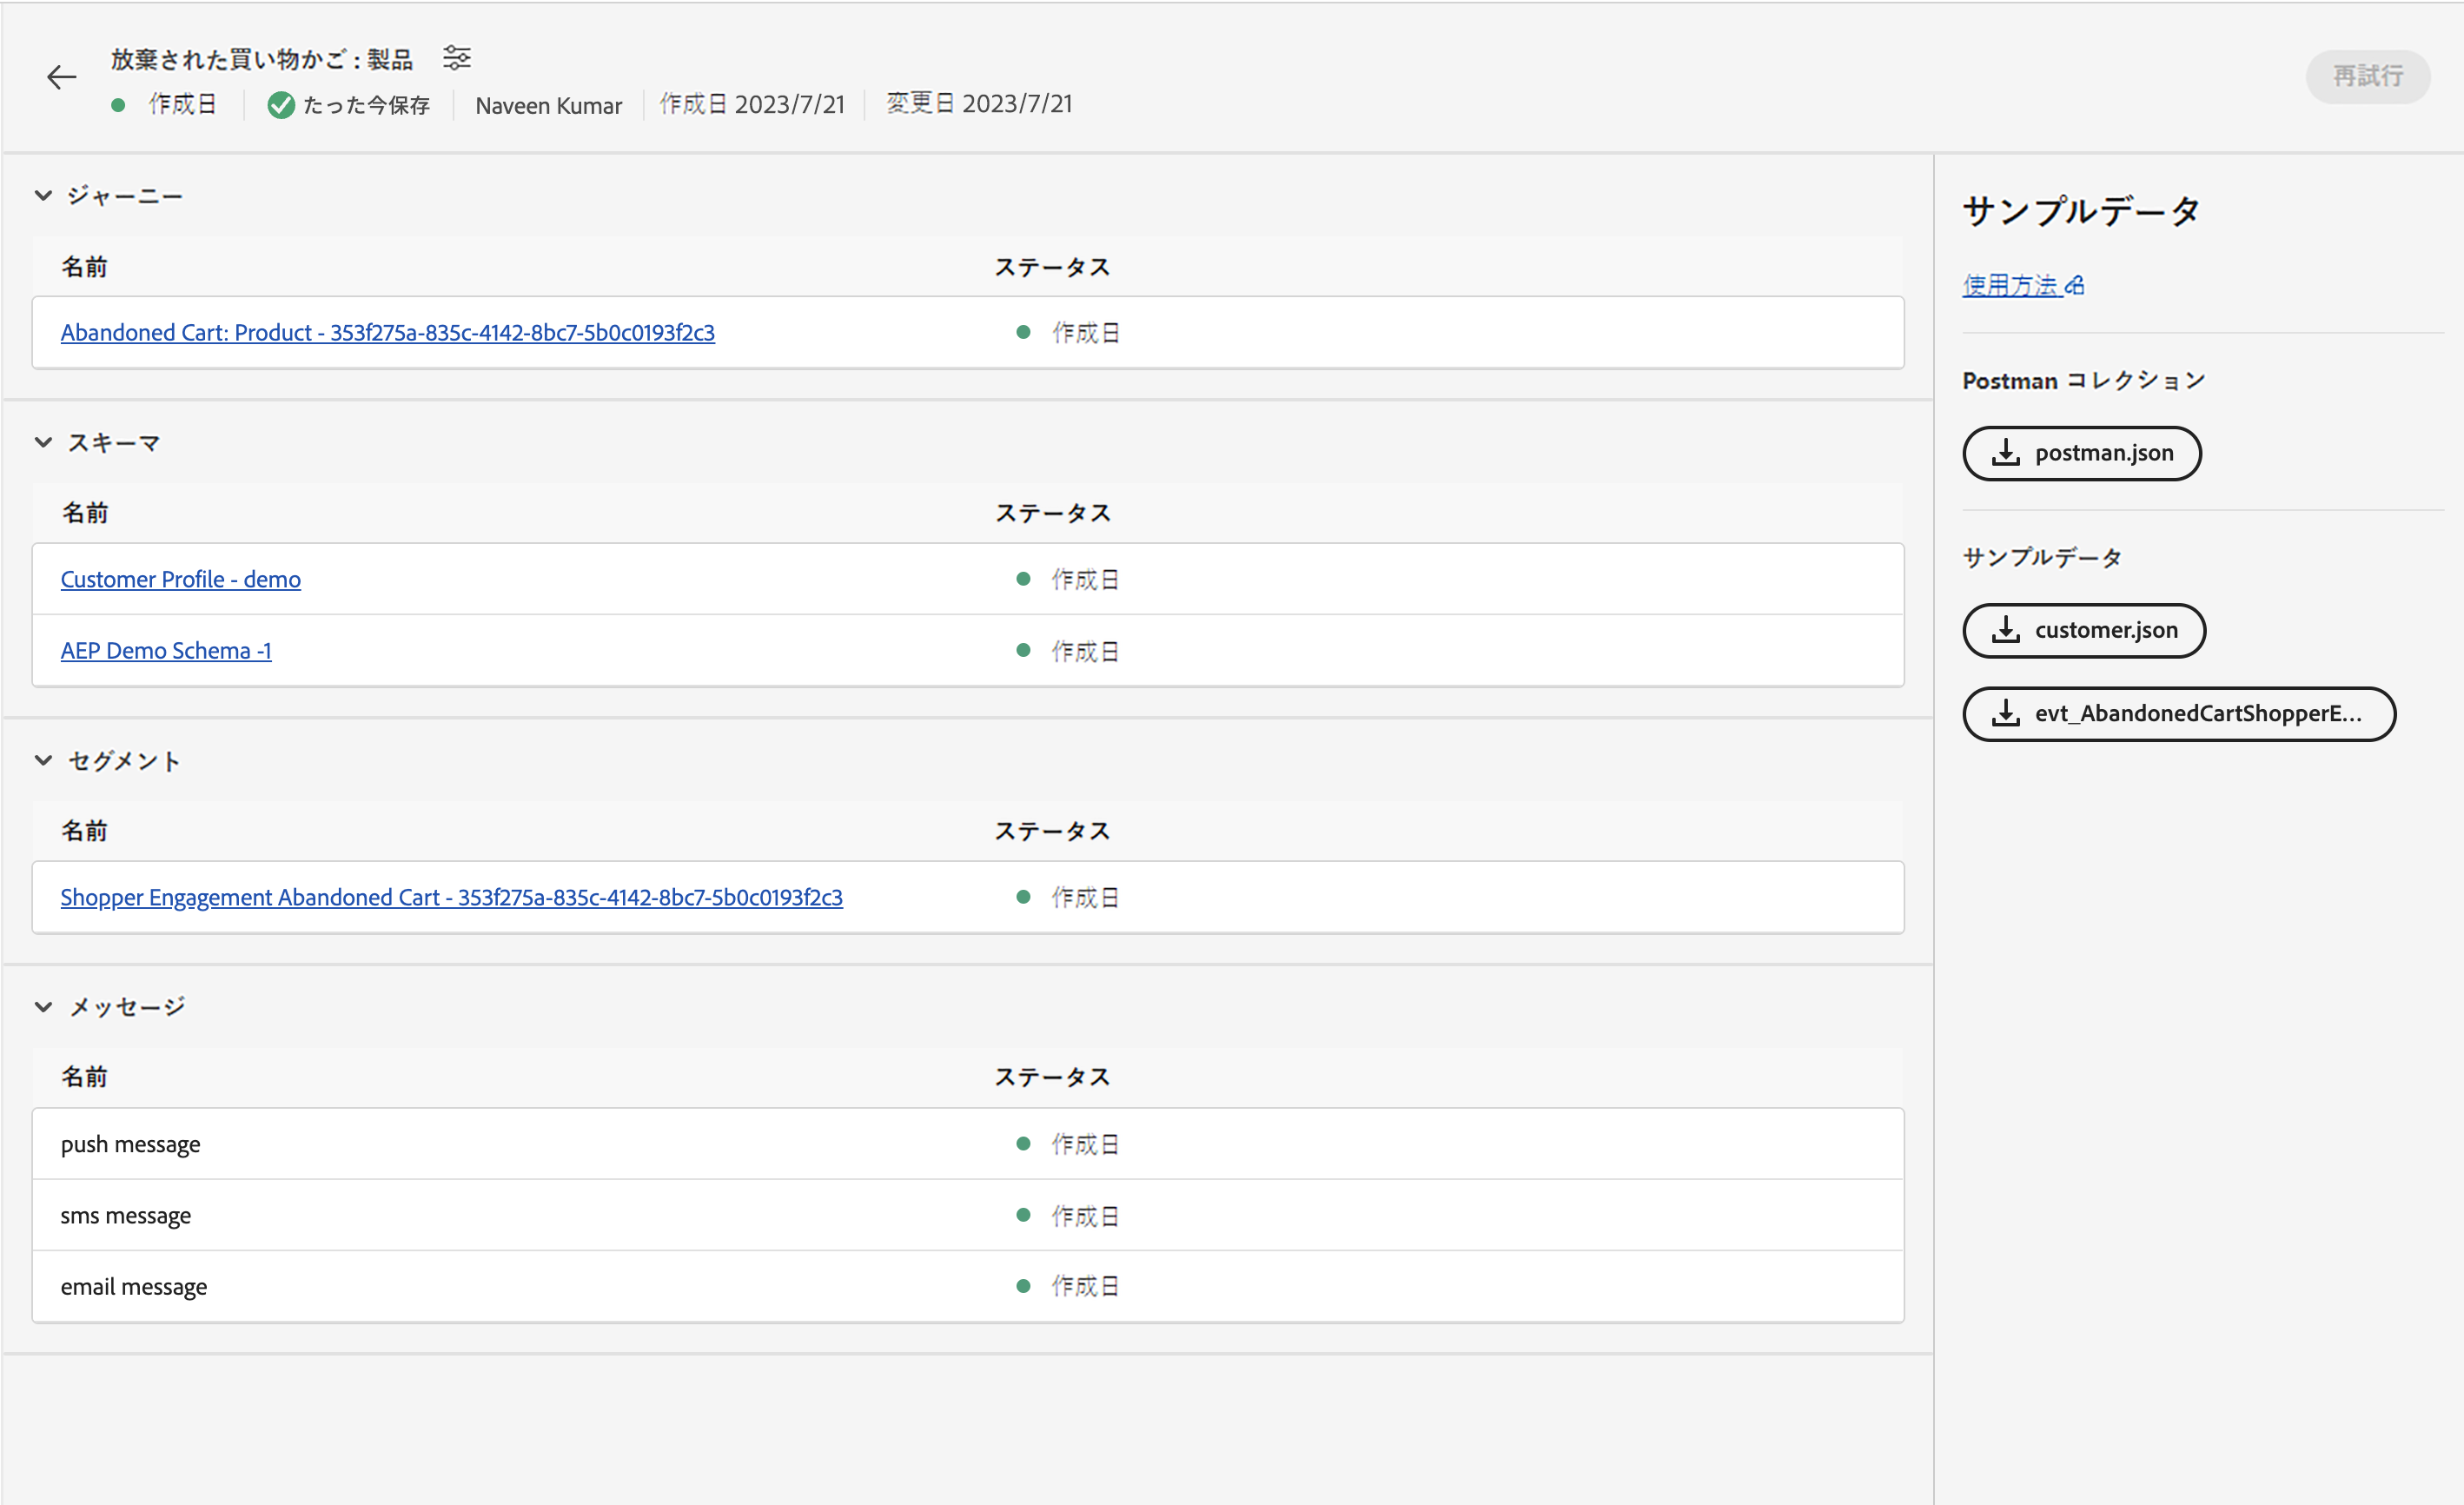 放棄された買い物かご : 製品
作成日 たった今保存 Naveen Kumar 作成日 2023/7/21 変更日 2023/7/21
再試行
ジャーニー
名前 ステータス
Abandoned Cart: Product - 353f275a-835c-4142-8bc7-5b0c0193f2c3 作成日
スキーマ
名前 ステータス
Customer Profile - demo 作成日
AEP Demo Schema -1 作成日
セグメント
名前 ステータス
Shopper Engagement Abandoned Cart - 353f275a-835c-4142-8bc7-5b0c0193f2c3 作成日
メッセージ
名前 ステータス
push message 作成日
sms message 作成日
email message 作成日
サンプルデータ
使用方法
Postman コレクション
postman.json
サンプルデータ
customer.json
evt_AbandonedCartShopperE...